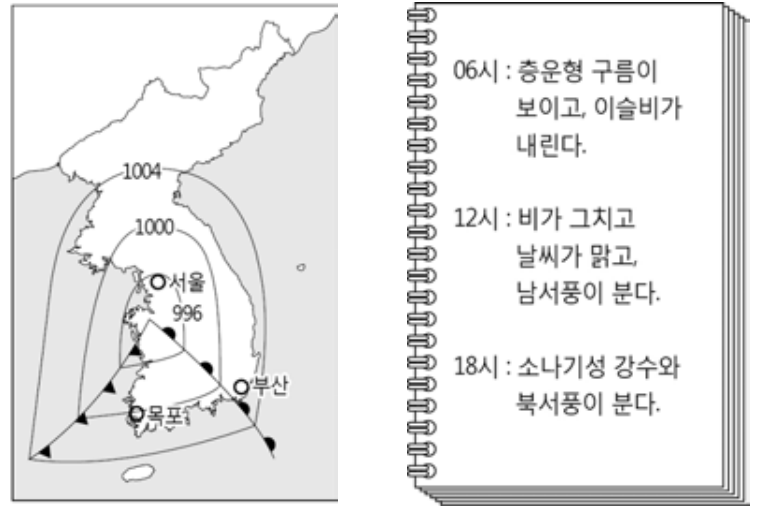 1004
1000
서울
996
부산
목포
06시 : 층운형 구름이
보이고, 이슬비가
내린다.
12시 : 비가 그치고
날씨가 맑고,
남서풍이 분다.
18시 : 소나기성 강수와
북서풍이 분다.